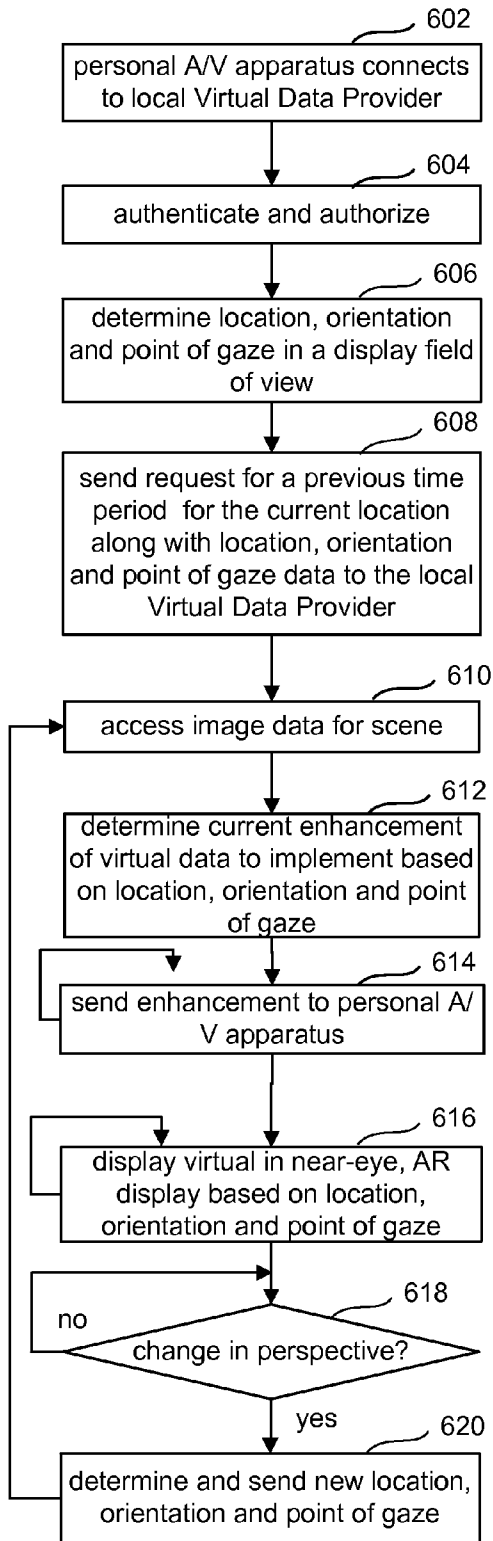 602
personal A/V apparatus connects
to local Virtual Data Provider
604
authenticate and authorize
606
determine location, orientation
and point of gaze in a display field
of view
608
send request for a previous time
period for the current location
along with location, orientation
and point of gaze data to the local
Virtual Data Provider
610
access image data for scene
612
determine current enhancement
of virtual data to implement based
on location, orientation and point
of gaze
614
send enhancement to personal A/
V apparatus
616
display virtual in near-eye, AR
display based on location,
orientation and point of gaze
618
no
change in perspective?
yes
620
determine and send new location,
orientation and point of gaze